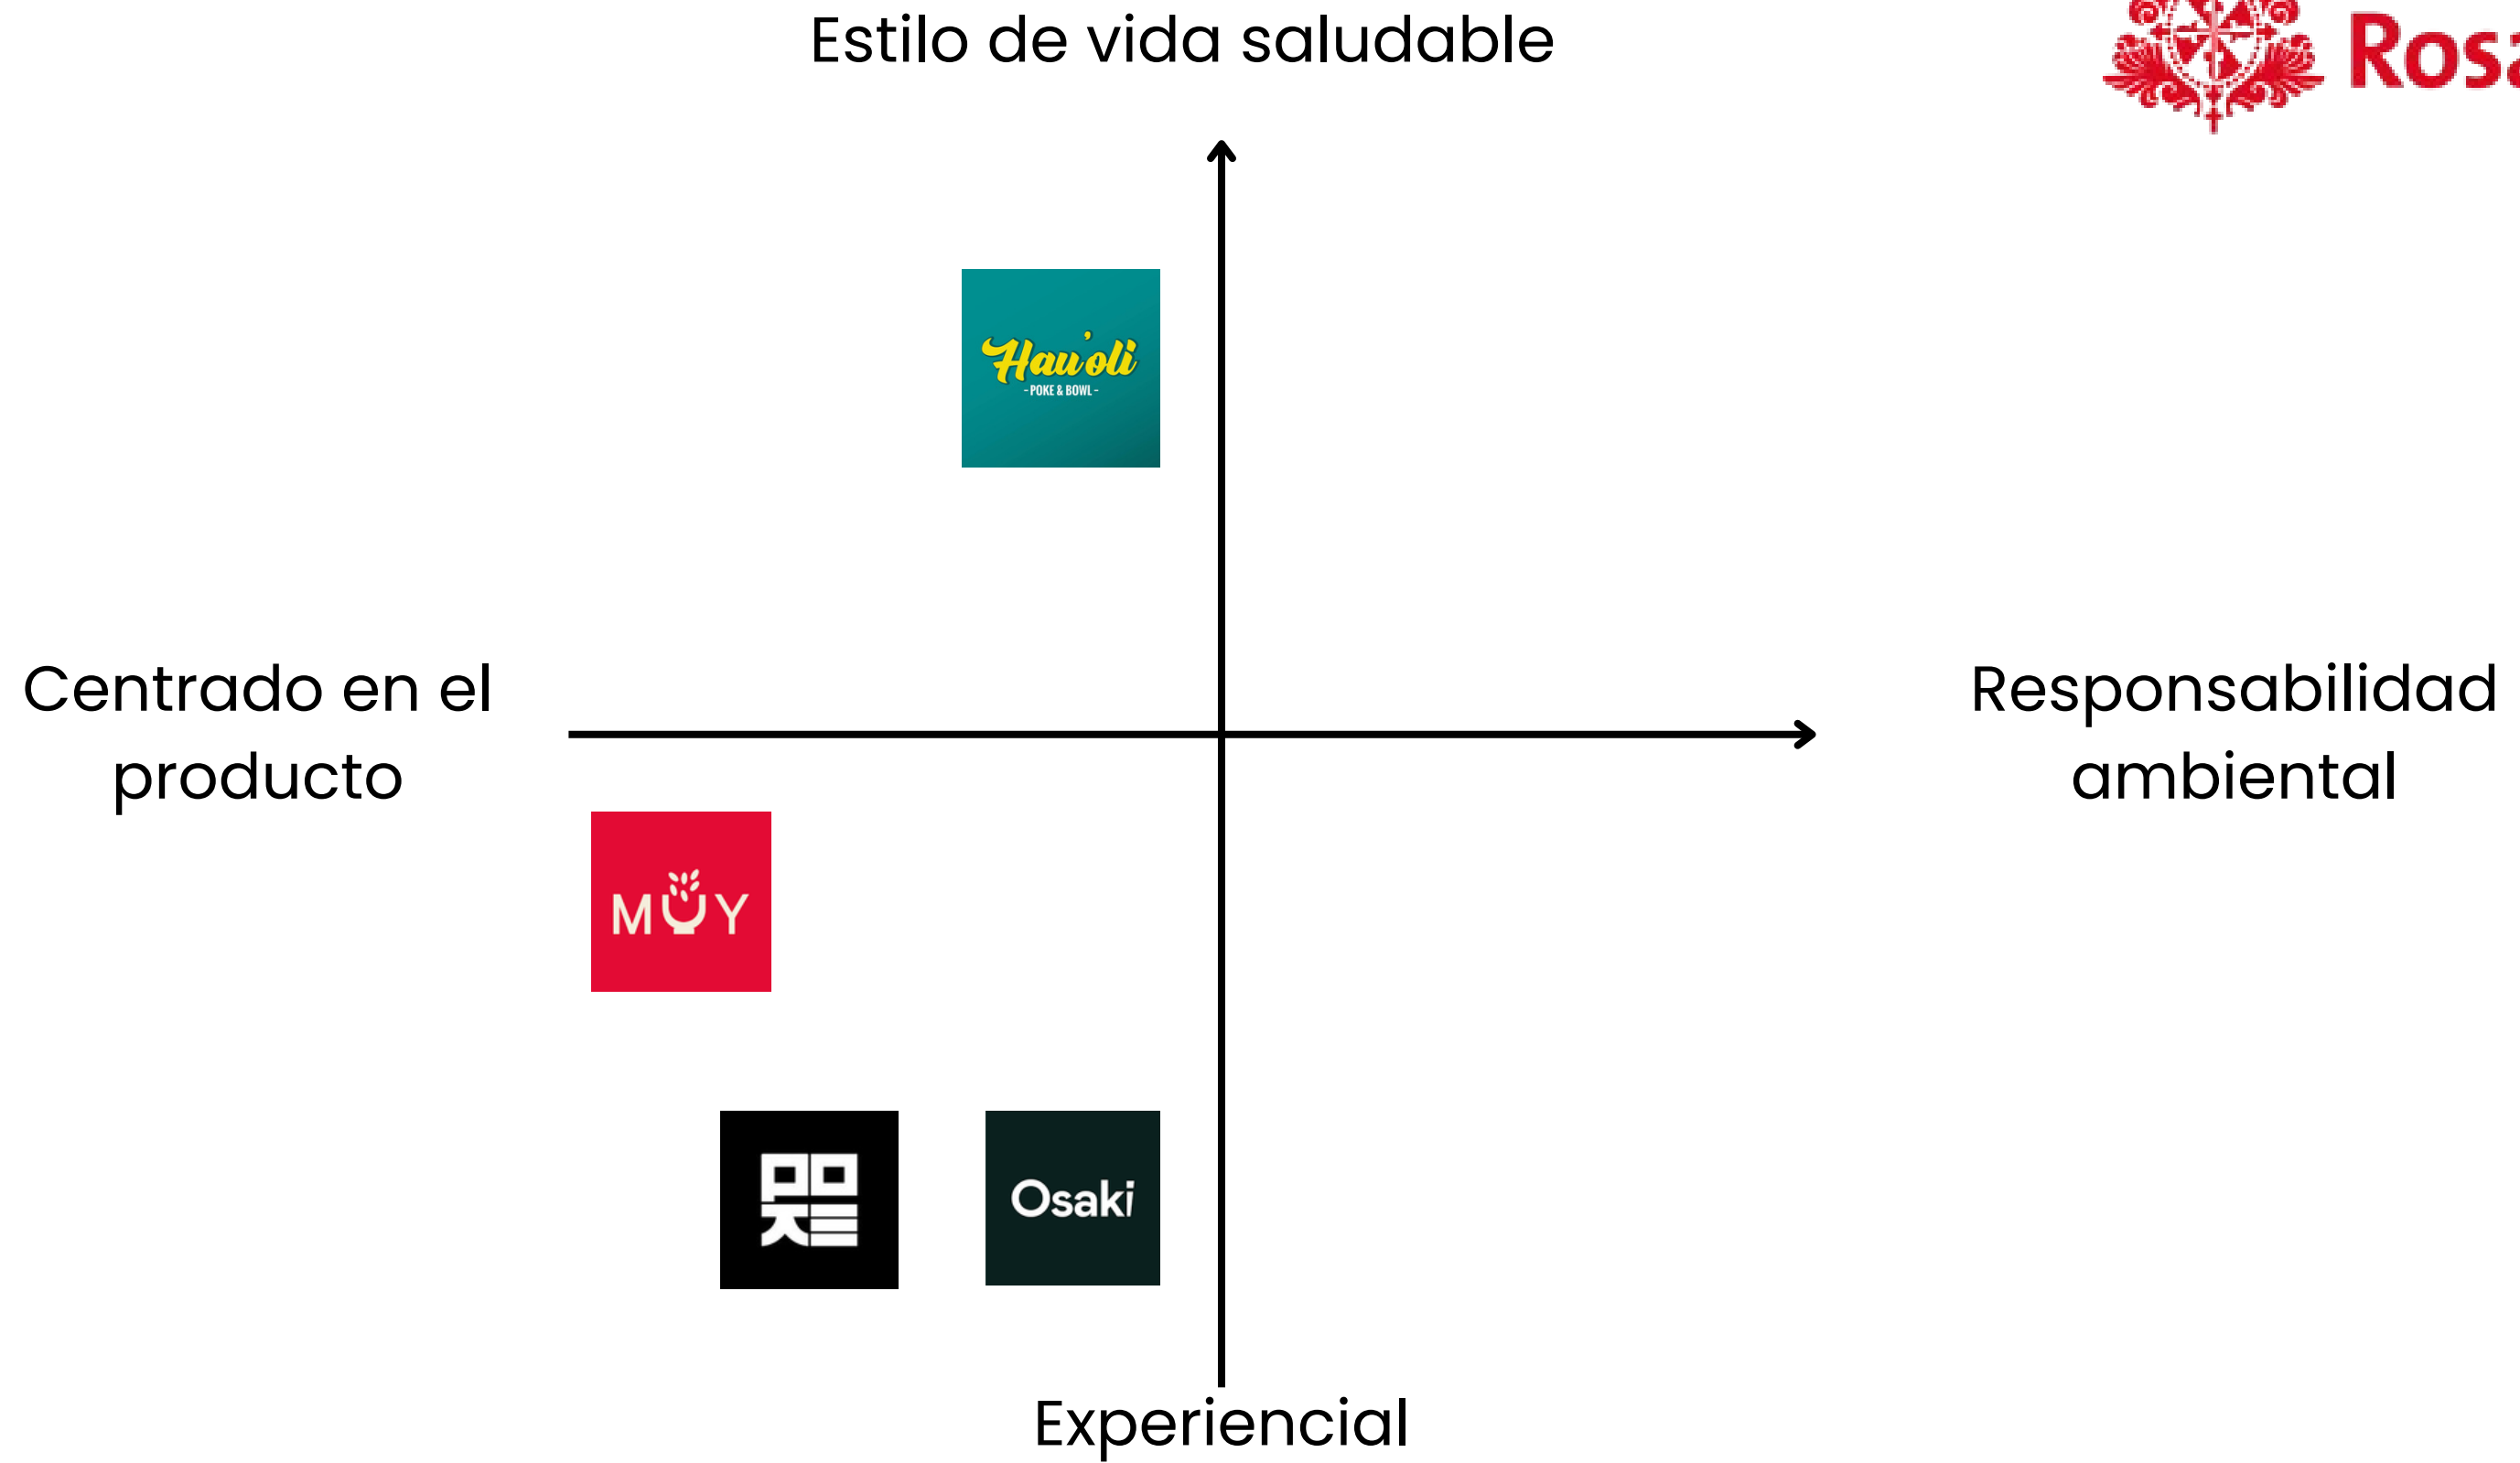 Estilo de vida saludable
Hau'oli
- POKE & BOWL -
Centrado en el
producto
Responsabilidad
ambiental
MUY
Osaki
Experiencial